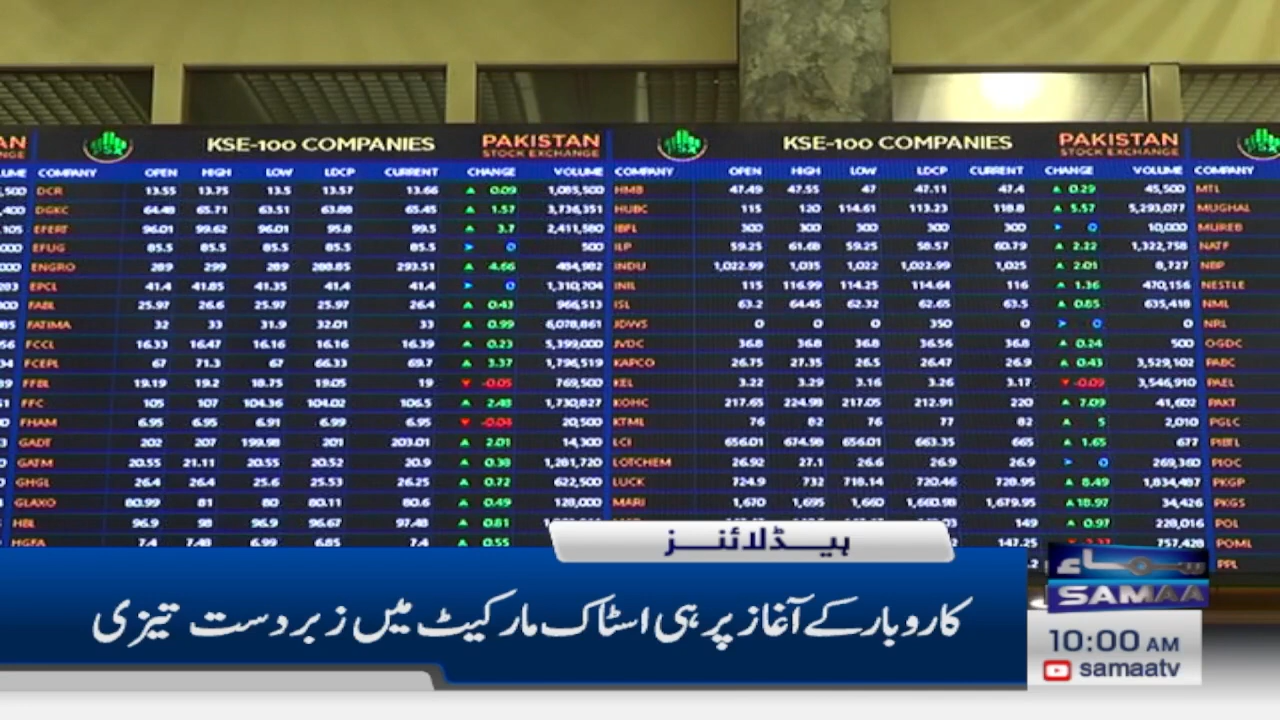 AN KSE-100 COMPANIES PAKISTAN STOCK EXCHANGE KSE-100 COMPANIES PAKISTAN STOCK EXCHANGE
COMPANY OPEN HIGH LOW LDCP CURRENT CHANGE VOLUME COMPANY OPEN HIGH LOW LDCP CURRENT CHANGE VOLUME COMPANY
DCR 13.55 13.75 13.5 13.57 13.66 0.09 1,085,500 HMB 47.49 47.55 47 47.11 47.4 0.29 45,500 MTL
DGKC 64.48 65.71 63.51 63.88 65.45 1.57 3,736,351 HUBC 115 120 114.61 113.23 118.8 5.57 5,293,077 MUGHAL
EFERT 96.01 99.62 96.01 95.8 99.5 3.7 2,411,580 IBFL 300 300 300 300 300 0 10,000 MUREB
EFUG 85.5 85.5 85.5 85.5 85.5 0 500 ILP 59.25 61.68 59.25 58.57 60.79 2.22 1,322,758 NATF
ENGRO 289 299 289 288.85 293.51 4.66 484,982 INDU 1,022.99 1,035 1,022 1,022.99 1,025 2.01 8,727 NBP
EPCL 41.4 41.85 41.35 41.4 41.4 0 1,310,704 INIL 115 116.99 114.25 114.64 116 1.36 470,156 NESTLE
FABL 25.97 26.6 25.97 25.97 26.4 0.43 966,513 ISL 63.2 64.45 62.32 62.65 63.5 0.85 635,418 NML
FATIMA 32 33 31.9 32.01 33 0.99 6,078,861 JDWS 0 0 0 350 0 0 0 NRL
FCCL 16.33 16.47 16.16 16.16 16.39 0.23 5,399,000 JVDC 36.8 36.8 36.8 36.56 36.8 0.24 500 OGDC
FCEPL 67 71.3 67 66.33 69.7 3.37 1,796,519 KAPCO 26.75 27.35 26.5 26.47 26.9 0.43 3,529,102 PABC
FFBL 19.19 19.2 18.75 19.05 19 -0.05 769,500 KEL 3.22 3.29 3.16 3.26 3.17 -0.09 3,546,910 PAEL
FFC 105 107 104.36 104.02 106.5 2.48 1,730,827 KOHC 217.65 224.98 217.05 212.91 220 7.09 41,602 PAKT
FHAM 6.95 6.95 6.91 6.99 6.95 -0.04 20,500 KTML 76 82 76 77 82 5 2,010 PGLC
GADT 202 207 199.98 201 203.01 2.01 14,300 LCI 656.01 674.98 656.01 663.35 665 1.65 677 PIBTL
GATM 20.55 21.11 20.55 20.52 20.9 0.38 1,281,720 LOTCHEM 26.92 27.1 26.6 26.9 26.9 0 269,380 PIOC
GHGL 26.4 26.4 25.6 25.53 26.25 0.72 622,500 LUCK 724.9 732 718.14 720.46 728.95 8.49 1,834,487 PKGP
GLAXO 80.99 81 80 80.11 80.6 0.49 128,000 MARI 1,670 1,695 1,660 1,660.98 1,679.95 18.97 34,426 PKGS
HBL 96.9 98 96.9 96.67 97.48 0.81 149 0.97 228,016 POL
HGFA 7.4 7.48 6.99 6.85 7.4 0.55 147.25 757,428 POML
PPL
ہیڈلائنز
کاروبار کے آغاز پر ہی اسٹاک مارکیٹ میں زبردست تیزی
سماء
SAMAA
10:00 AM
samaatv